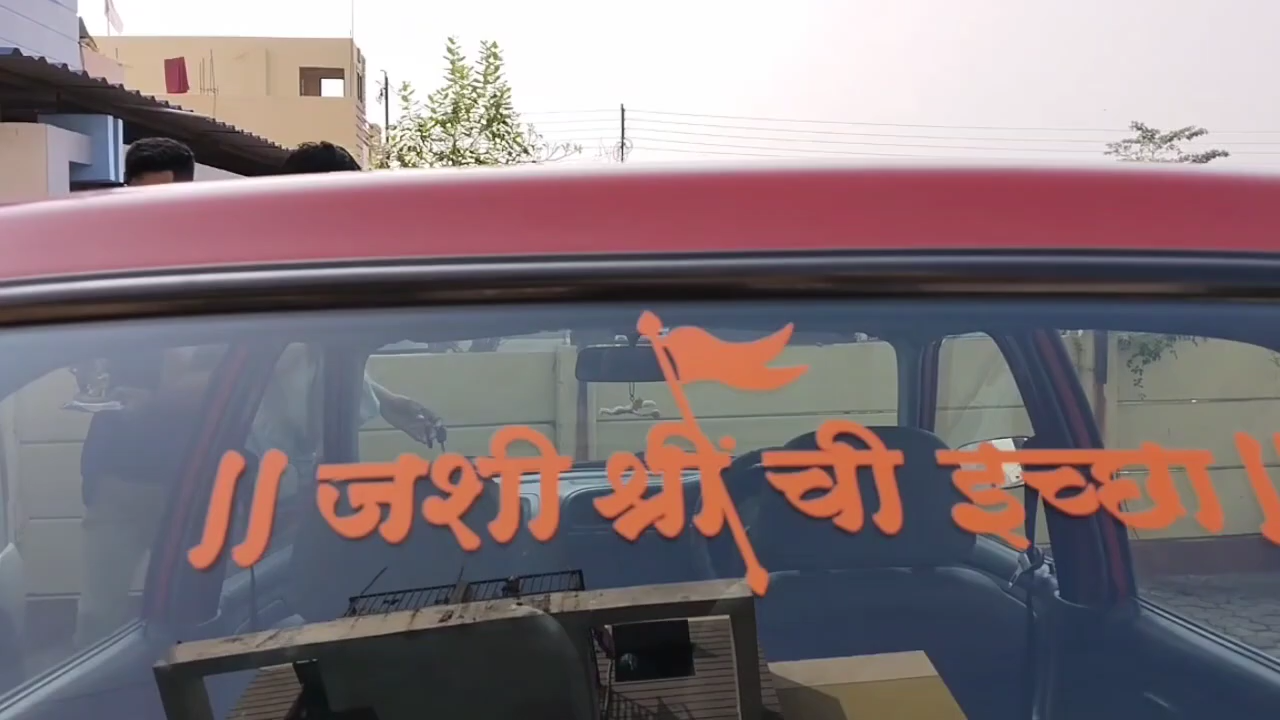 ॥ जशी श्रीं ची इच्छा ॥